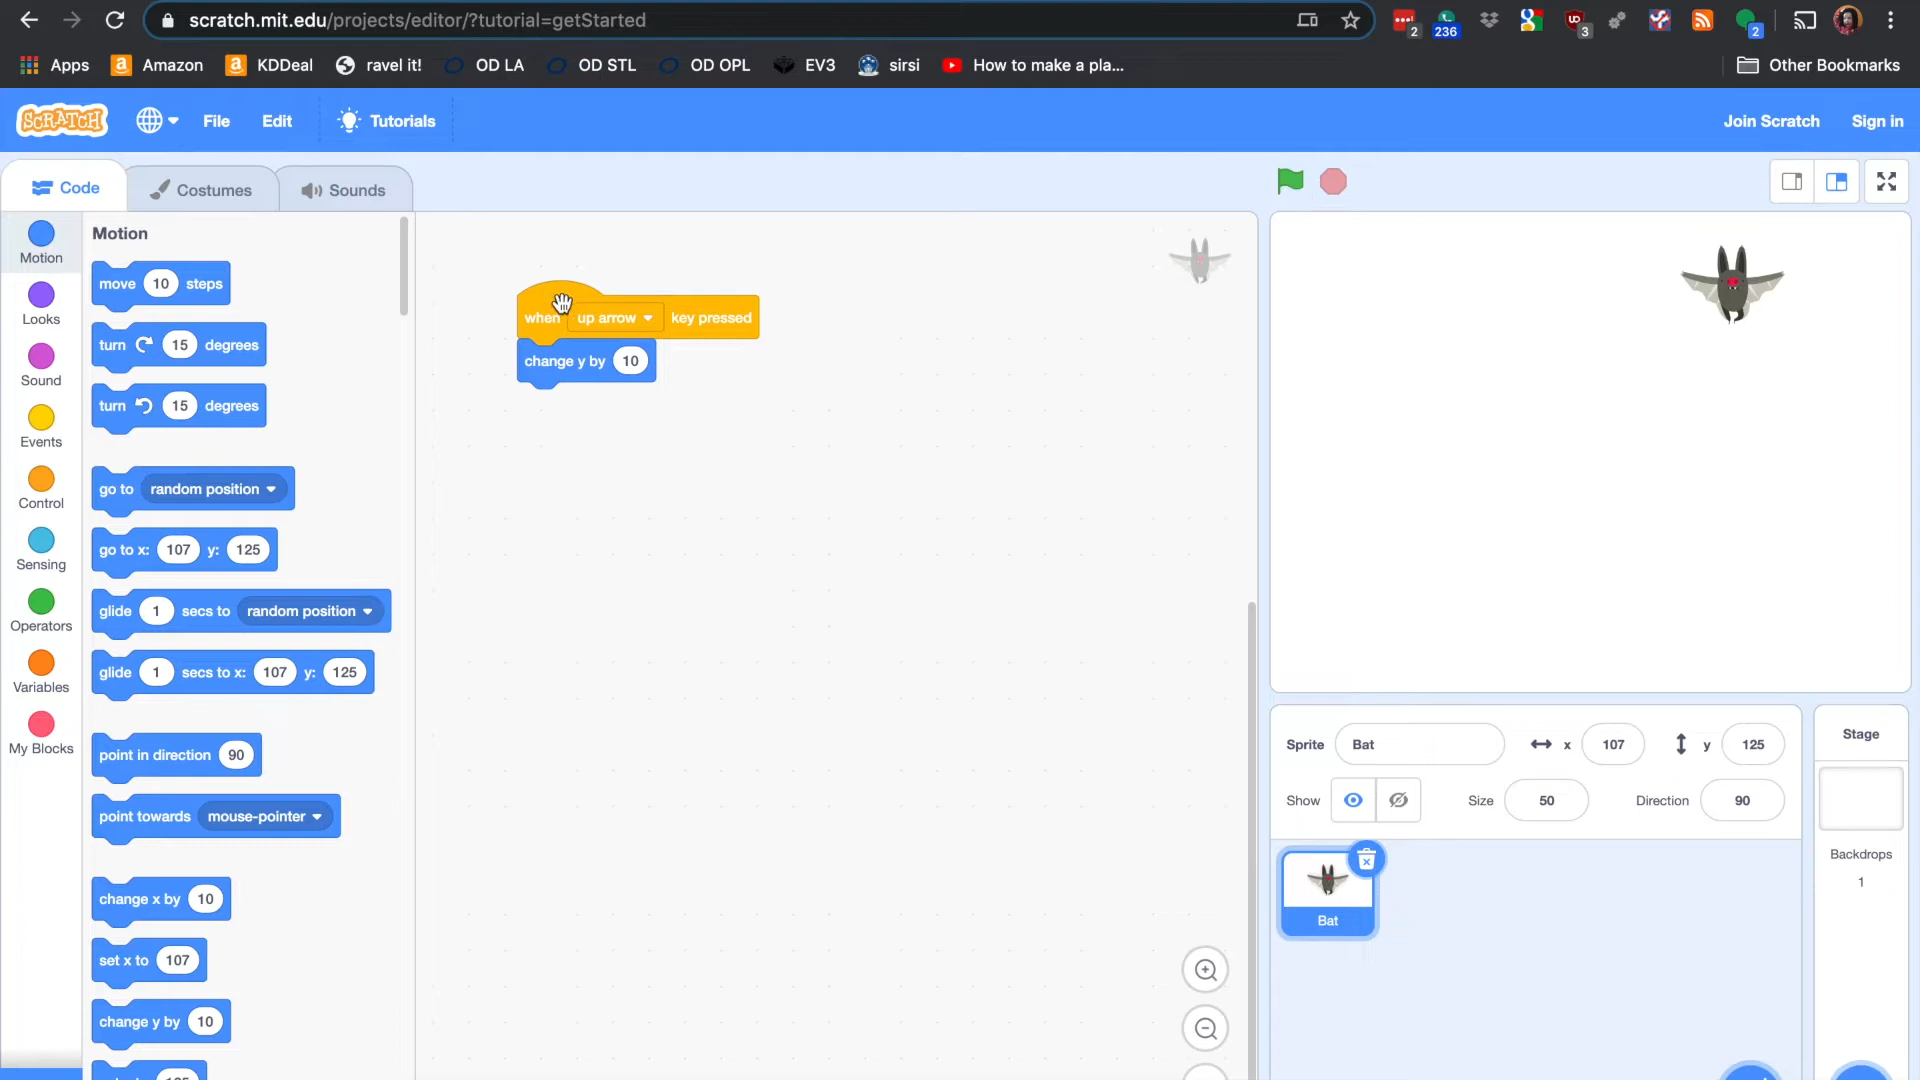 scratch.mit.edu/projects/editor/?tutorial=getStarted
2 236 3 2
Apps Amazon KDDeal ravel it! OD LA OD STL OD OPL EV3 sirsi How to make a pla... Other Bookmarks
SCRATCH File Edit Tutorials Join Scratch Sign in
Code Costumes Sounds
Motion
Looks
Sound
Events
Control
Sensing
Operators
Variables
My Blocks
Motion
move 10 steps
turn 15 degrees
turn 15 degrees
go to random position
go to x: 107 y: 125
glide 1 secs to random position
glide 1 secs to x: 107 y: 125
point in direction 90
point towards mouse-pointer
change x by 10
set x to 107
change y by 10
when up arrow key pressed
change y by 10
Sprite Bat x 107 y 125
Show Size 50 Direction 90
Bat
Stage
Backdrops
1